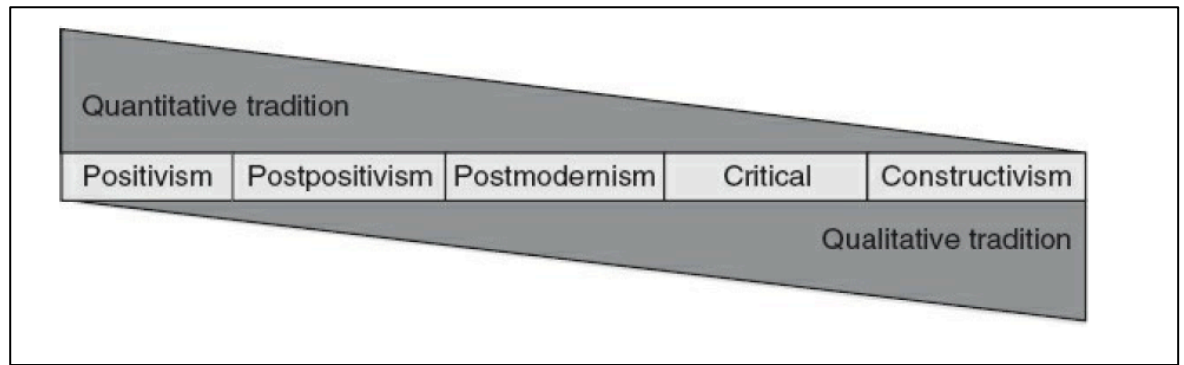 Quantitative tradition
Positivism Postpositivism Postmodernism Critical Constructivism
Qualitative tradition